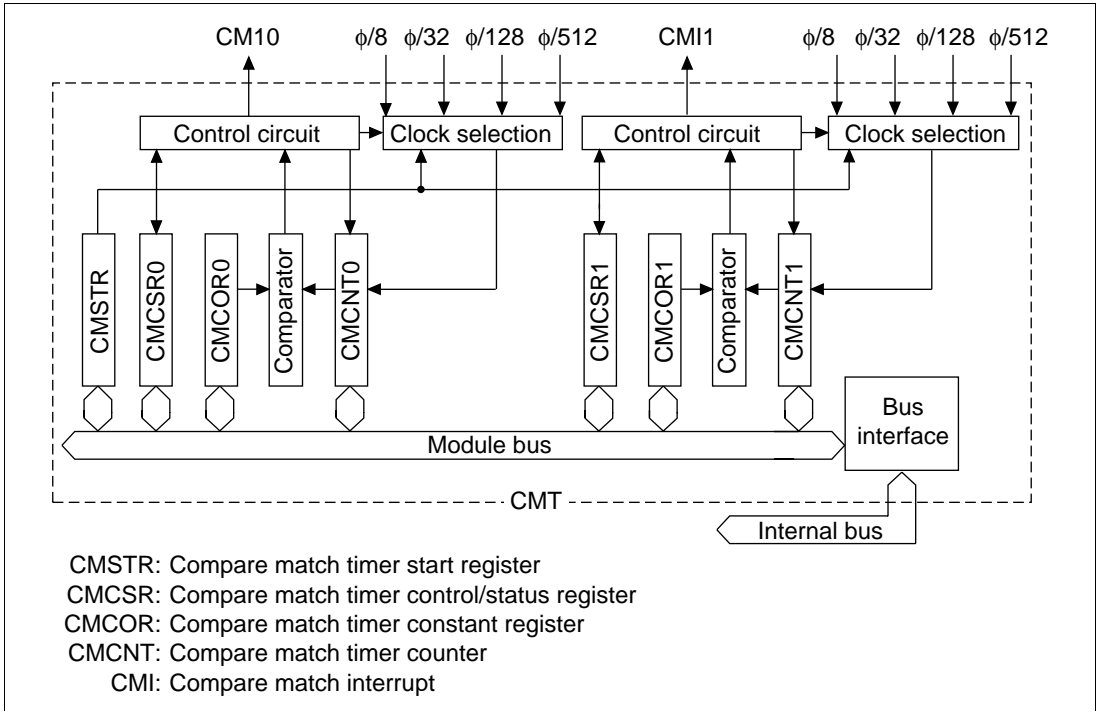 CM10 ϕ/8 ϕ/32 ϕ/128 ϕ/512 CMI1 ϕ/8 ϕ/32 ϕ/128 ϕ/512
Control circuit Clock selection Control circuit Clock selection
CMSTR
CMCSR0
CMCOR0
Comparator
CMCNT0
CMCSR1
CMCOR1
Comparator
CMCNT1
Bus
interface
Module bus
CMT
Internal bus
CMSTR: Compare match timer start register
CMCSR: Compare match timer control/status register
CMCOR: Compare match timer constant register
CMCNT: Compare match timer counter
CMI: Compare match interrupt